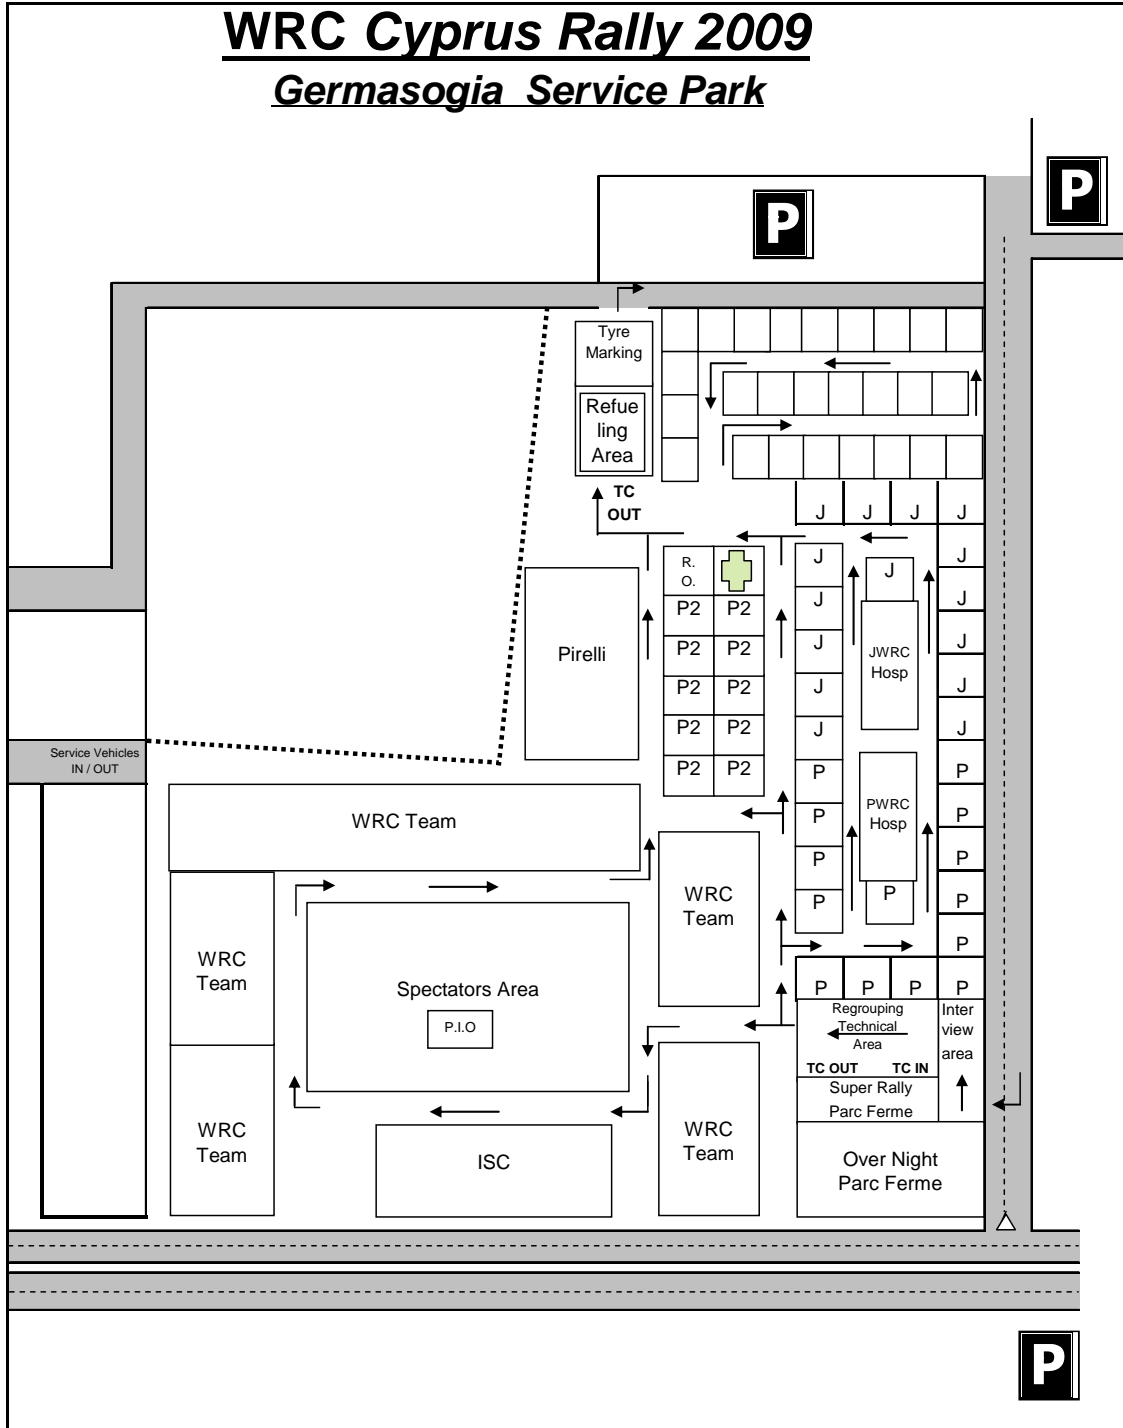 WRC Cyprus Rally 2009
Germasogia Service Park
P
P
Tyre
Marking
Refue
ling
Area
TC
OUT
J J J J
R.
O.
J J J
P2 P2 J J
P2 P2 J JWRC J
Hosp
Pirelli
P2 P2 J J
P2 P2 J J
Service Vehicles
IN / OUT
P2 P2 P P
WRC Team
P PWRC P
Hosp
P P
WRC
Team
P P P
P
WRC
Team
Spectators Area
P.I.O
P P P P
Regrouping
Technical
Area
Inter
view
area
TC OUT TC IN
Super Rally
Parc Ferme
WRC
Team
ISC
WRC
Team
Over Night
Parc Ferme
P